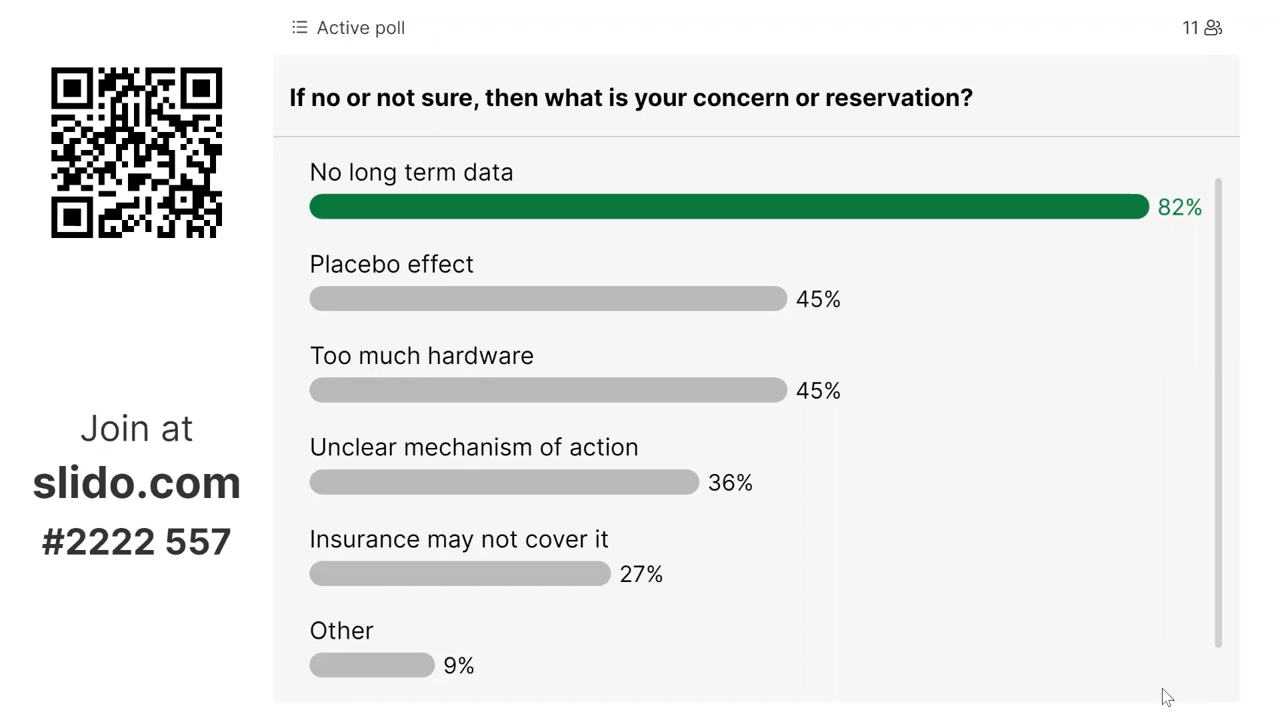 Active poll
11
If no or not sure, then what is your concern or reservation?
No long term data
82%
Placebo effect
45%
Too much hardware
45%
Unclear mechanism of action
36%
Insurance may not cover it
27%
Other
9%
Join at
slido.com
#2222 557